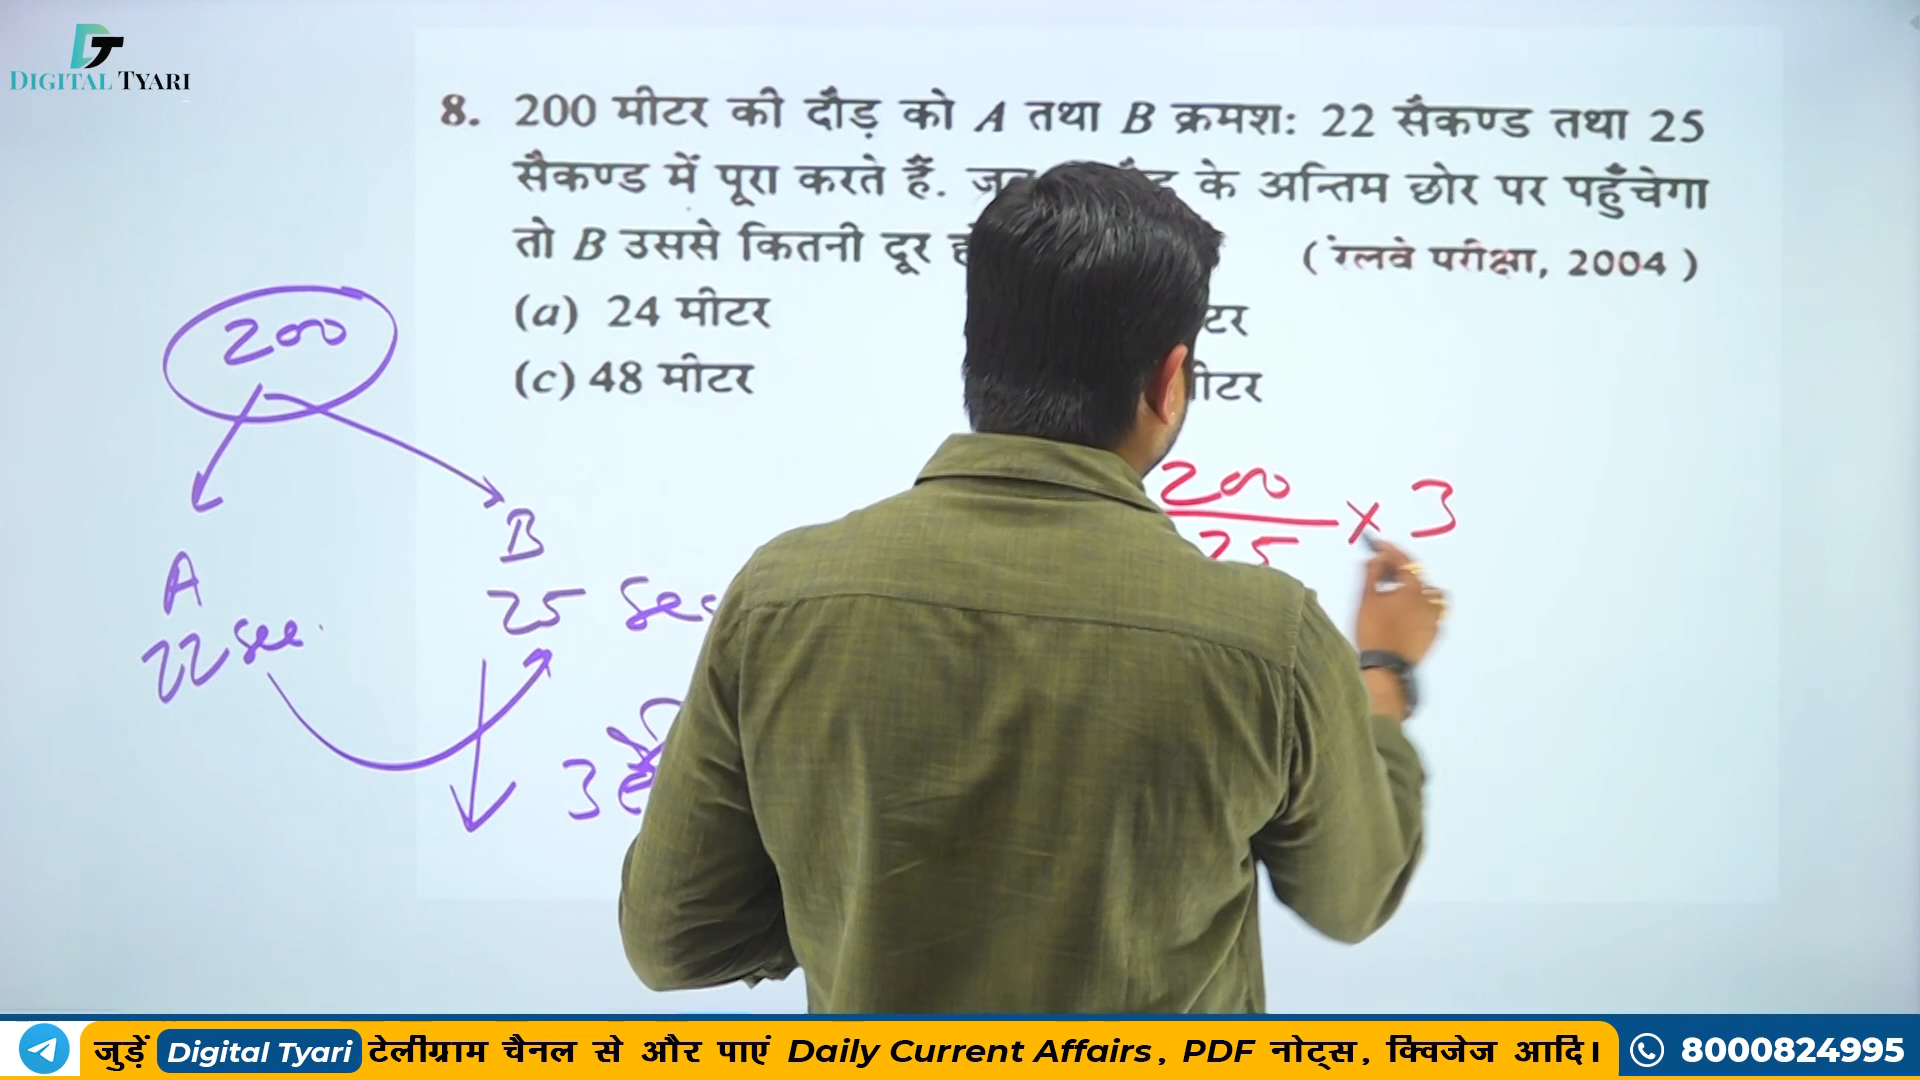 DT
DIGITAL TYARI
8. 200 मीटर की दौड़ को A तथा B क्रमश: 22 सैकण्ड तथा 25
सैकण्ड में पूरा करते हैं. के अन्तिम छोर पर पहुँचेगा
तो B उससे कितनी दूर ( रेलवे परीक्षा, 2004 )
(a) 24 मीटर
(c) 48 मीटर
200
A
22 sec.
B
25 sec
3
200
25
× 3
जुड़ें Digital Tyari टेलीग्राम चैनल से और पाएं Daily Current Affairs, PDF नोट्स, क्विजेज आदि। 8000824995